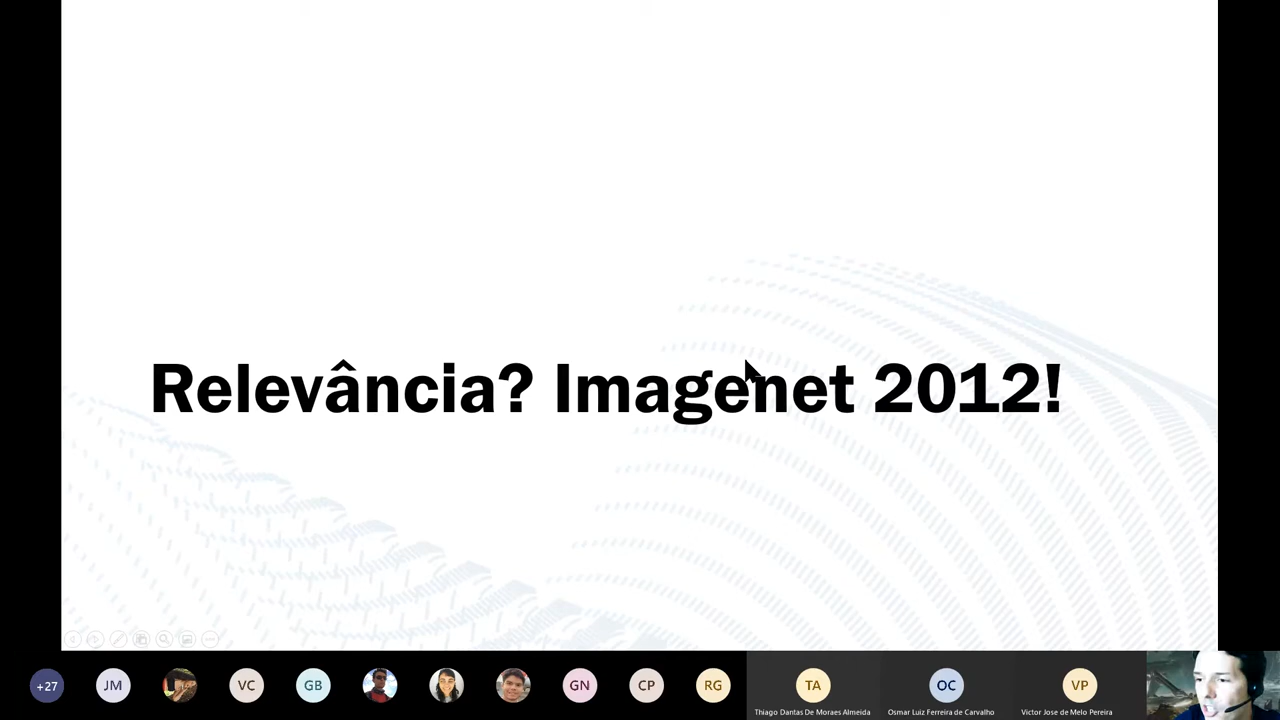 Relevância? Imagenet 2012!
+27
JM
VC
GB
GN
CP
RG
TA
OC
VP
Thiago Dantas De Moraes Almeida
Osmar Luiz Ferreira de Carvalho
Victor Jose de Melo Pereira